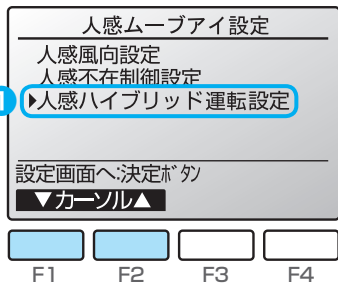 人感ムーブアイ設定
人感風向設定
人感不在制御設定
1
▶人感ハイブリッド運転設定
設定画面へ:決定ボタン
▼カーソル▲
F1 F2 F3 F4